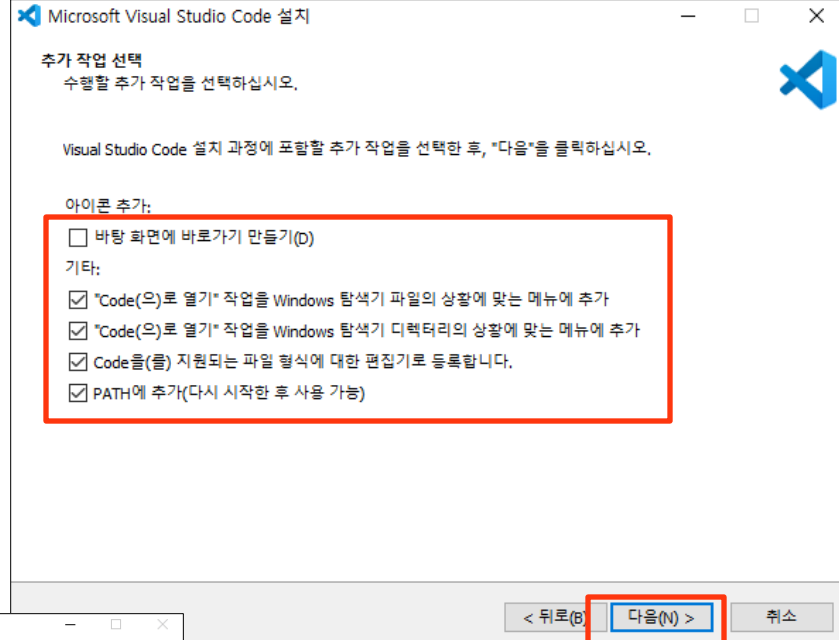 Microsoft Visual Studio Code 설치
추가 작업 선택
수행할 추가 작업을 선택하십시오.
Visual Studio Code 설치 과정에 포함할 추가 작업을 선택한 후, "다음"을 클릭하십시오.
아이콘 추가:
바탕 화면에 바로가기 만들기(D)
기타:
"Code(으)로 열기" 작업을 Windows 탐색기 파일의 상황에 맞는 메뉴에 추가
"Code(으)로 열기" 작업을 Windows 탐색기 디렉터리의 상황에 맞는 메뉴에 추가
Code을(를) 지원되는 파일 형식에 대한 편집기로 등록합니다.
PATH에 추가(다시 시작한 후 사용 가능)
< 뒤로(B) 다음(N) > 취소